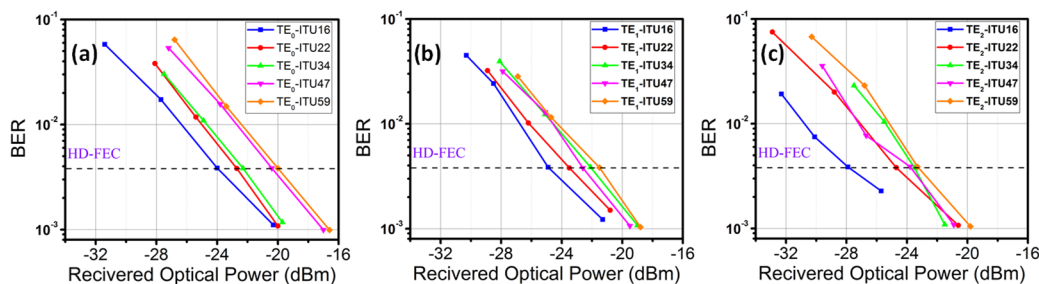 (a)
TE₀-ITU16
TE₀-ITU22
TE₀-ITU34
TE₀-ITU47
TE₀-ITU59
10⁻¹
10⁻²
10⁻³
BER
HD-FEC
-32 -28 -24 -20 -16
Recivered Optical Power (dBm)
(b)
TE₁-ITU16
TE₁-ITU22
TE₁-ITU34
TE₁-ITU47
TE₁-ITU59
10⁻¹
10⁻²
10⁻³
BER
HD-FEC
-32 -28 -24 -20 -16
Recivered Optical Power (dBm)
(c)
TE₂-ITU16
TE₂-ITU22
TE₂-ITU34
TE₂-ITU47
TE₂-ITU59
10⁻¹
10⁻²
10⁻³
BER
HD-FEC
-32 -28 -24 -20 -16
Recivered Optical Power (dBm)